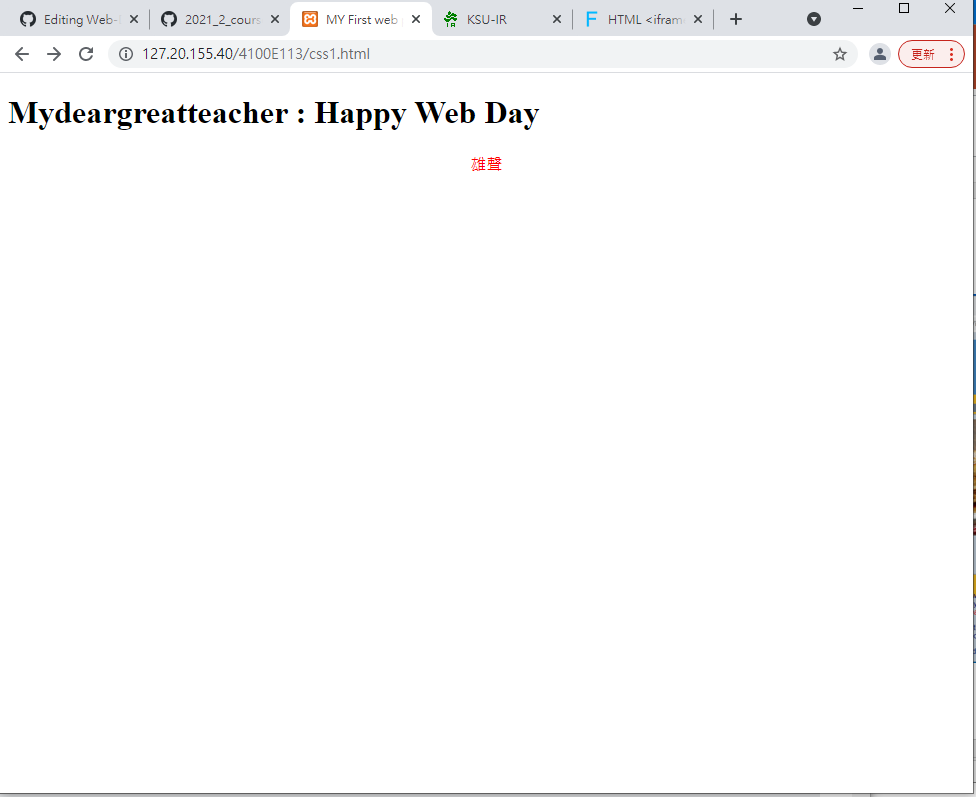 Editing Web-
2021_2_cours
MY First web
KSU-IR
HTML <ifram
127.20.155.40/4100E113/css1.html
更新
Mydeargreatteacher : Happy Web Day
雄聲